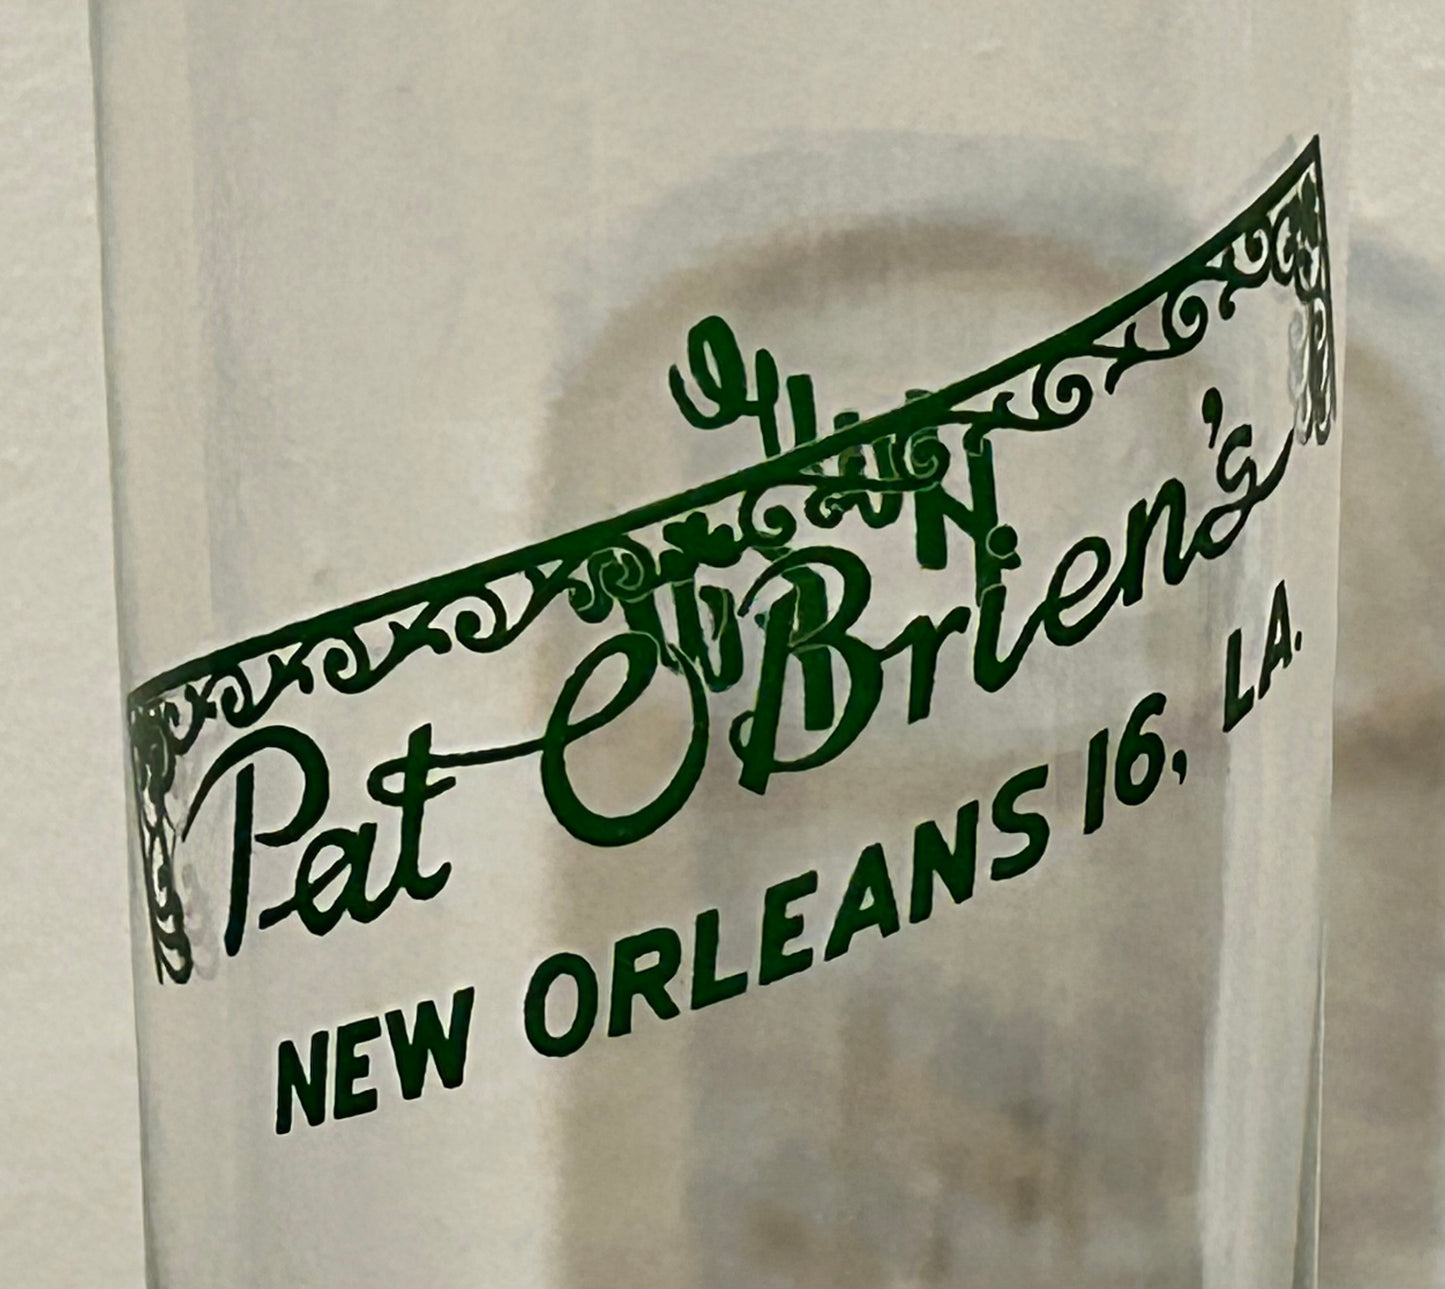 Pat O'Brien's
NEW ORLEANS 16, LA.